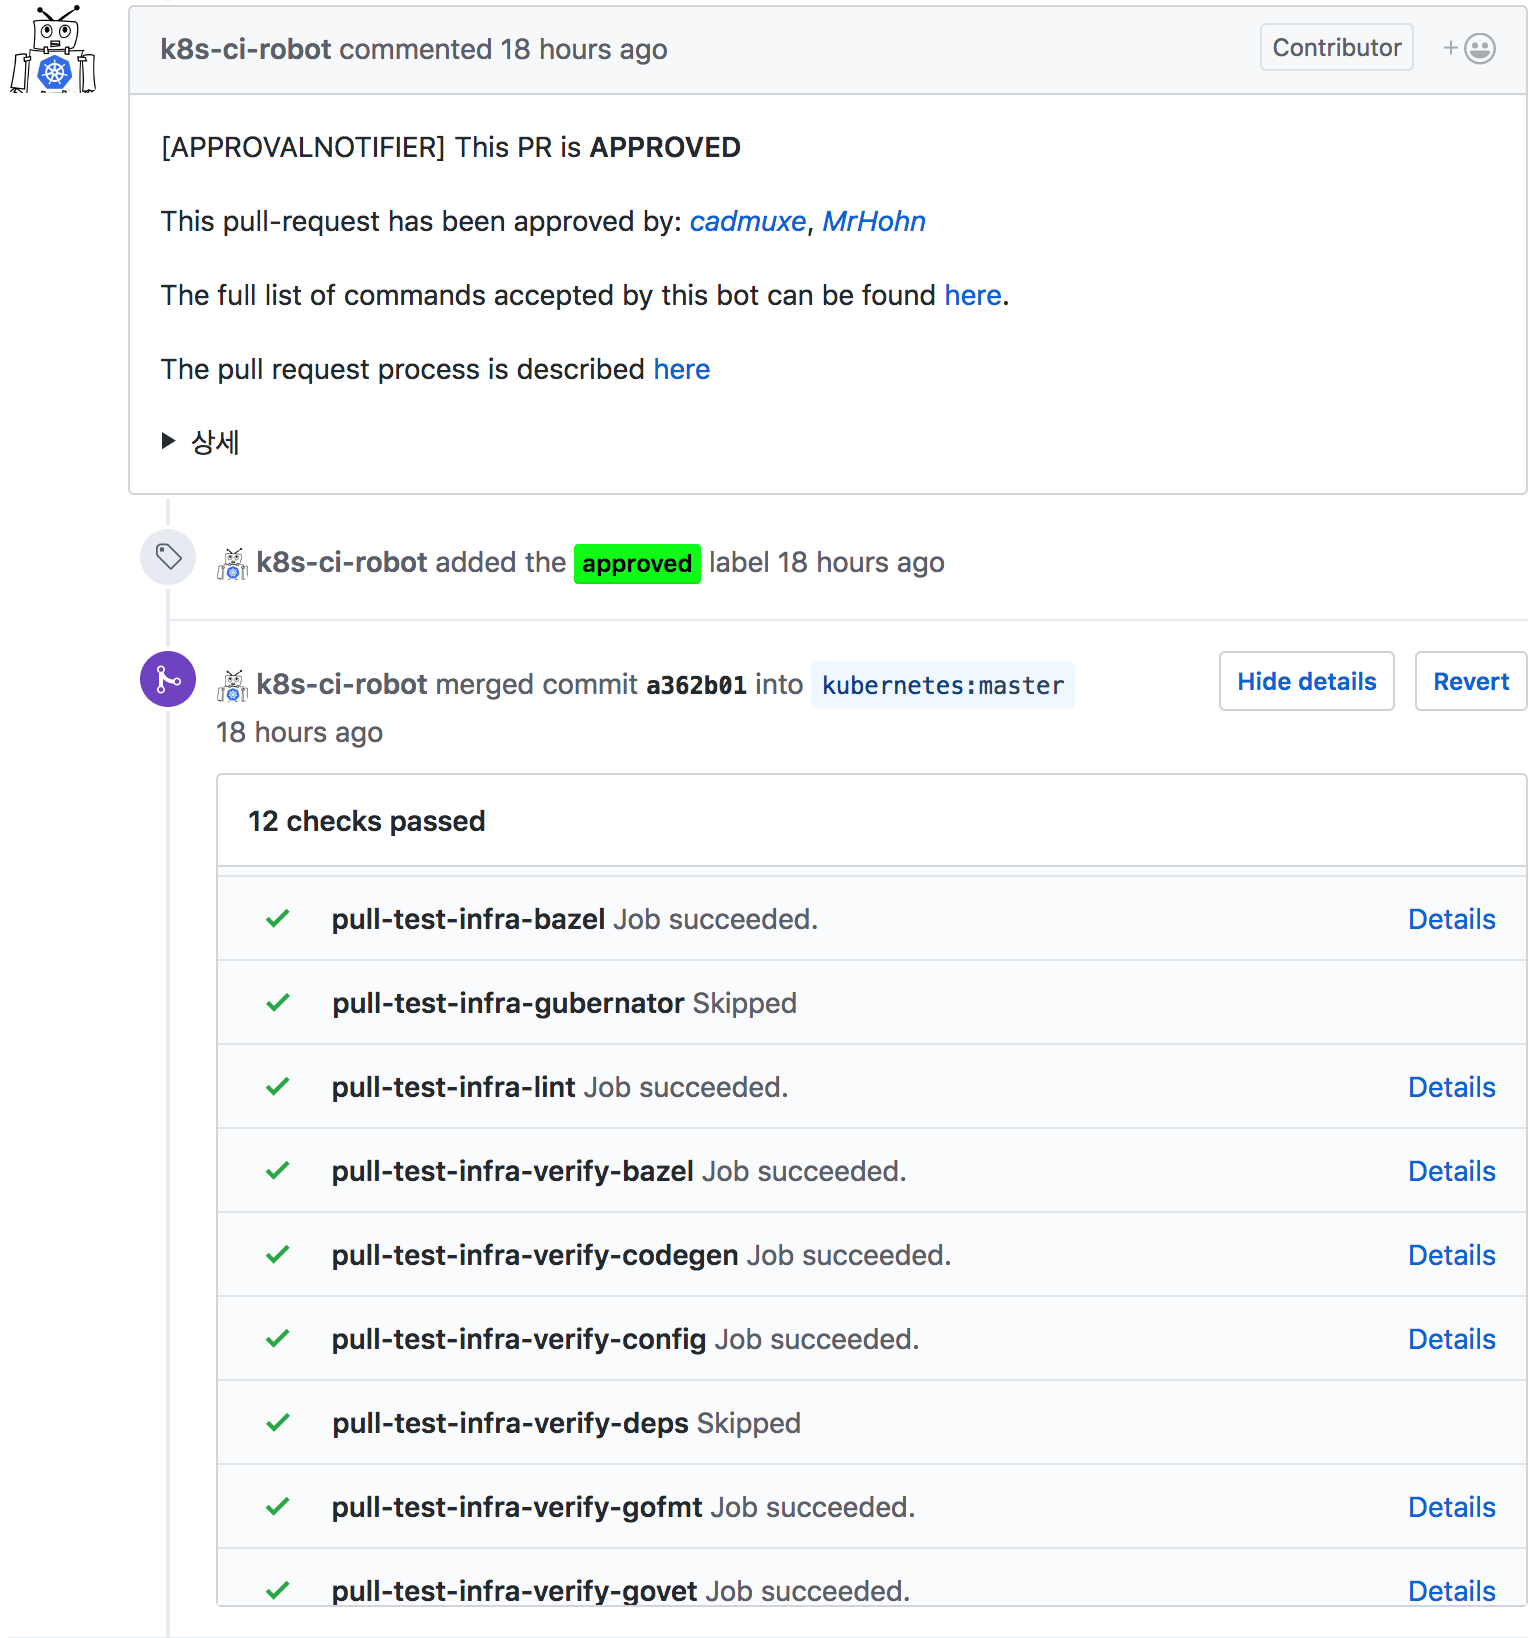 k8s-ci-robot commented 18 hours ago
Contributor
+
[APPROVALNOTIFIER] This PR is APPROVED
This pull-request has been approved by: cadmuxe, MrHohn
The full list of commands accepted by this bot can be found here.
The pull request process is described here
상세
k8s-ci-robot added the approved label 18 hours ago
k8s-ci-robot merged commit a362b01 into kubernetes:master
18 hours ago
Hide details
Revert
12 checks passed
pull-test-infra-bazel Job succeeded. Details
pull-test-infra-gubernator Skipped
pull-test-infra-lint Job succeeded. Details
pull-test-infra-verify-bazel Job succeeded. Details
pull-test-infra-verify-codegen Job succeeded. Details
pull-test-infra-verify-config Job succeeded. Details
pull-test-infra-verify-deps Skipped
pull-test-infra-verify-gofmt Job succeeded. Details
pull-test-infra-verify-govet Job succeeded. Details